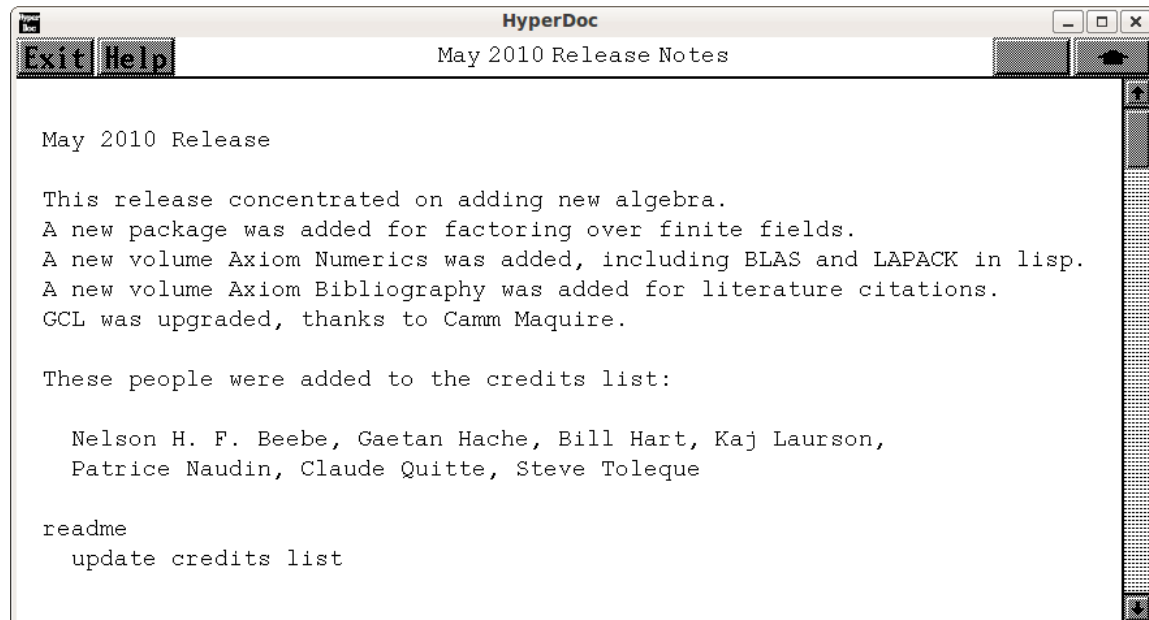 Hyper Doc
HyperDoc
Exit Help
May 2010 Release Notes
May 2010 Release
This release concentrated on adding new algebra.
A new package was added for factoring over finite fields.
A new volume Axiom Numerics was added, including BLAS and LAPACK in lisp.
A new volume Axiom Bibliography was added for literature citations.
GCL was upgraded, thanks to Camm Maquire.
These people were added to the credits list:
Nelson H. F. Beebe, Gaetan Hache, Bill Hart, Kaj Laurson,
Patrice Naudin, Claude Quitte, Steve Toleque
readme
update credits list